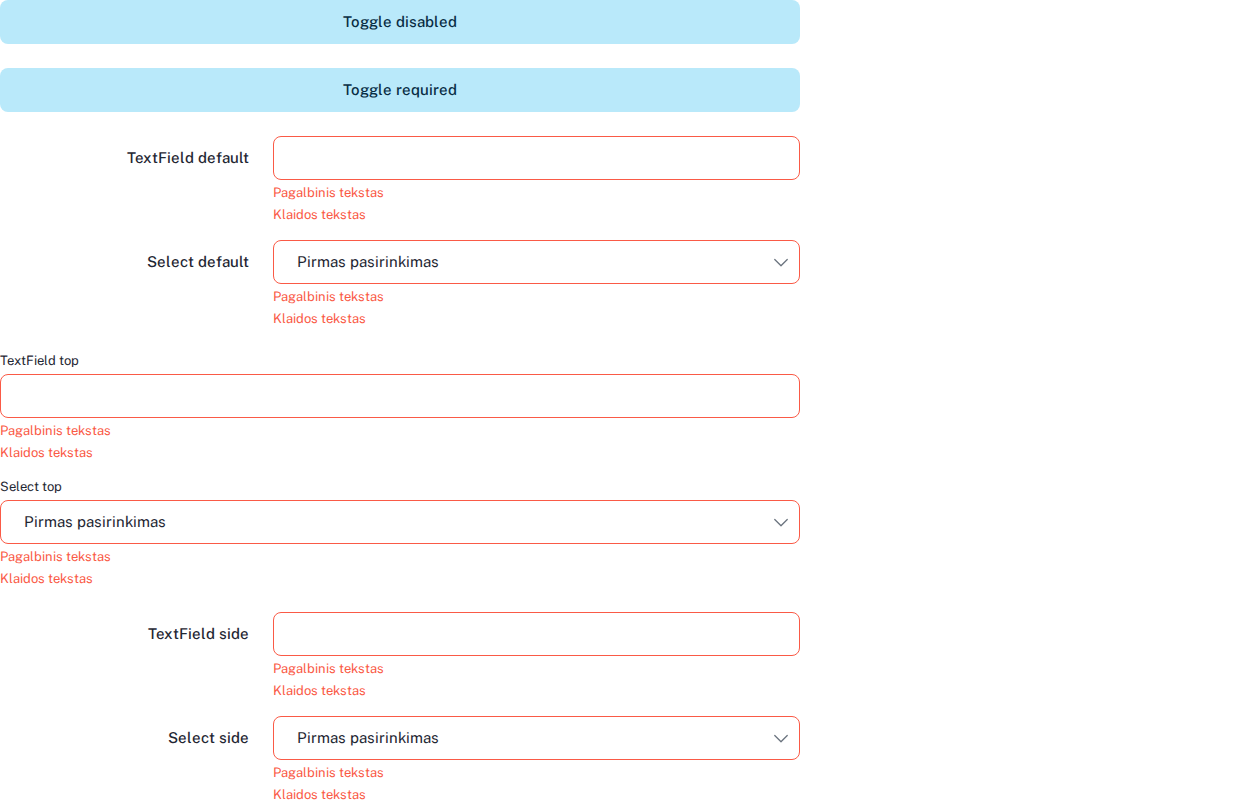 Toggle disabled
Toggle required
TextField default
Pagalbinis tekstas
Klaidos tekstas
Select default
Pirmas pasirinkimas
Pagalbinis tekstas
Klaidos tekstas
TextField top
Pagalbinis tekstas
Klaidos tekstas
Select top
Pirmas pasirinkimas
Pagalbinis tekstas
Klaidos tekstas
TextField side
Pagalbinis tekstas
Klaidos tekstas
Select side
Pirmas pasirinkimas
Pagalbinis tekstas
Klaidos tekstas